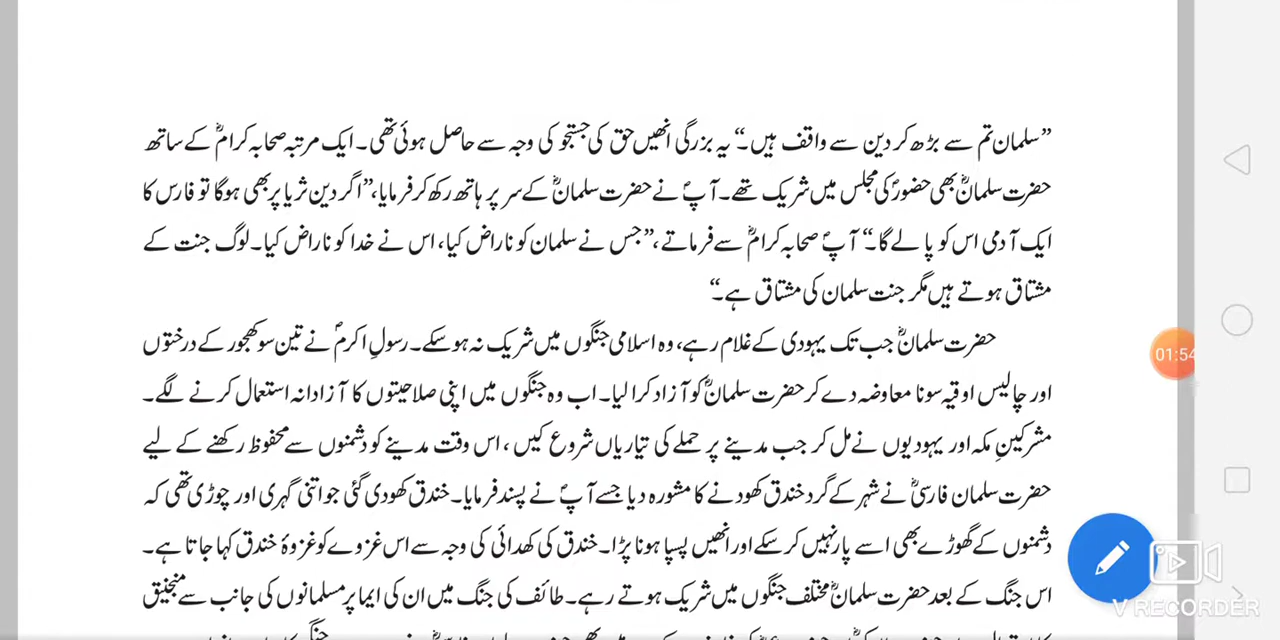 ”سلمان تم سے بڑھ کر دین سے واقف ہیں۔“ یہ بزرگی انھیں حق کی جستجو کی وجہ سے حاصل ہوئی تھی۔ ایک مرتبہ صحابہ کرامؓ کے ساتھ
حضرت سلمانؓ بھی حضورؐ کی مجلس میں شریک تھے۔ آپؐ نے حضرت سلمانؓ کے سر پر ہاتھ رکھ کر فرمایا، ”اگر دین ثریا پر بھی ہوگا تو فارس کا
ایک آدمی اس کو پا لے گا۔“ آپؐ صحابہ کرامؓ سے فرماتے، ”جس نے سلمان کو ناراض کیا، اس نے خدا کو ناراض کیا۔ لوگ جنت کے
مشتاق ہوتے ہیں مگر جنت سلمان کی مشتاق ہے۔“
حضرت سلمانؓ جب تک یہودی کے غلام رہے، وہ اسلامی جنگوں میں شریک نہ ہوسکے۔ رسولِ اکرمؐ نے تین سو کھجور کے درختوں
اور چالیس اوقیہ سونا معاوضہ دے کر حضرت سلمانؓ کو آزاد کرا لیا۔ اب وہ جنگوں میں اپنی صلاحیتوں کا آزادانہ استعمال کرنے لگے۔
مشرکینِ مکہ اور یہودیوں نے مل کر جب مدینے پر حملے کی تیاریاں شروع کیں، اس وقت مدینے کو دشمنوں سے محفوظ رکھنے کے لیے
حضرت سلمان فارسیؓ نے شہر کے گرد خندق کھودنے کا مشورہ دیا جسے آپؐ نے پسند فرمایا۔ خندق کھودی گئی جو اتنی گہری اور چوڑی تھی کہ
دشمنوں کے گھوڑے بھی اسے پار نہیں کرسکے اور انھیں پسپا ہونا پڑا۔ خندق کی کھدائی کی وجہ سے اس غزوے کو غزوۂ خندق کہا جاتا ہے۔
اس جنگ کے بعد حضرت سلمانؓ مختلف جنگوں میں شریک ہوتے رہے۔ طائف کی جنگ میں ان کی ایما پر مسلمانوں کی جانب سے منجنیق
01:54
V RECORDER